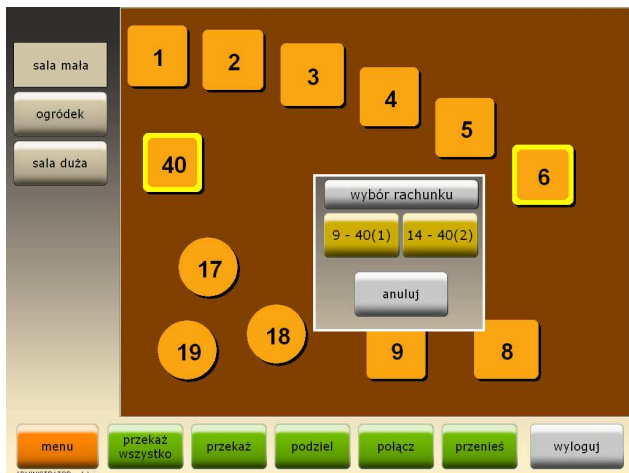 sala mała
ogródek
sala duża
1
2
3
4
5
40
6
wybór rachunku
9 - 40(1)
14 - 40(2)
anuluj
17
18
19
9
8
menu
przekaż
wszystko
przekaż
podziel
połącz
przenieś
wyloguj